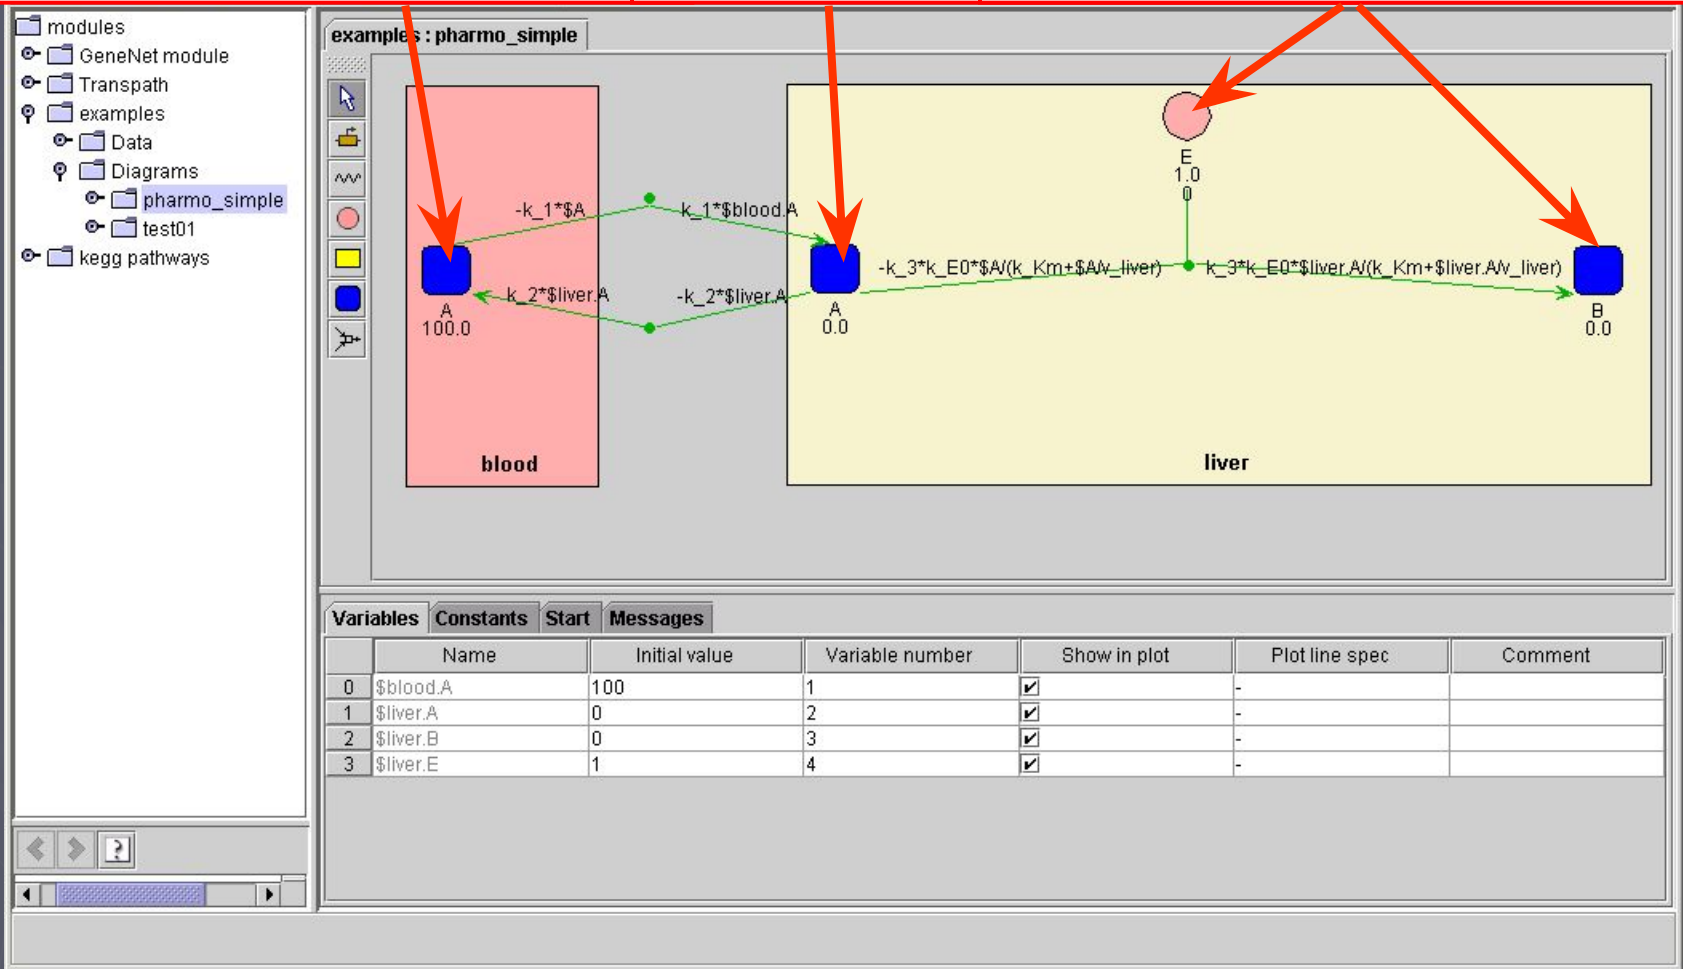 modules
GeneNet module
Transpath
examples
Data
Diagrams
pharmo_simple
test01
kegg pathways
examples : pharmo_simple
E
1.0
0
-k_1*$A
k_1*$blood.A
-k_3*k_E0*$A/(k_Km+$A/v_liver)
k_3*k_E0*$liver.A/(k_Km+$liver.A/v_liver)
k_2*$liver.A
-k_2*$liver.A
A
100.0
A
0.0
B
0.0
blood
liver
Variables Constants Start Messages
Name Initial value Variable number Show in plot Plot line spec Comment
0 $blood.A 100 1 -
1 $liver.A 0 2 -
2 $liver.B 0 3 -
3 $liver.E 1 4 -
?